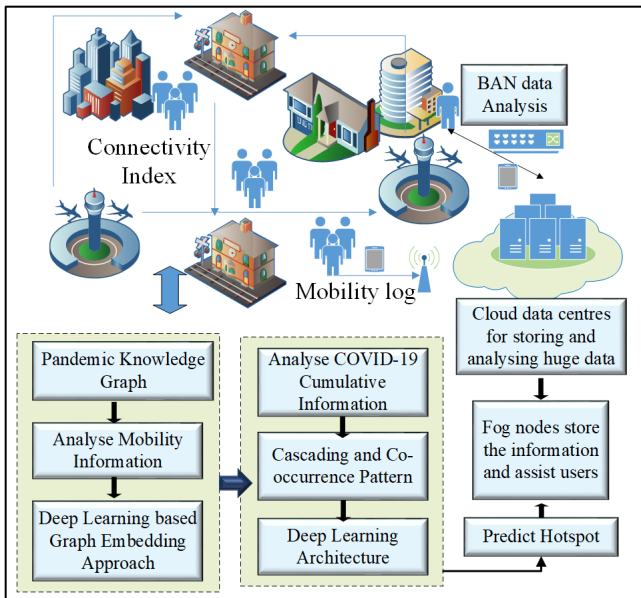 BAN data
Analysis
Connectivity
Index
Mobility log
Cloud data centres
for storing and
analysing huge data
Pandemic Knowledge
Graph
Analyse Mobility
Information
Deep Learning based
Graph Embedding
Approach
Analyse COVID-19
Cumulative
Information
Cascading and Co-
occurrence Pattern
Deep Learning
Architecture
Fog nodes store
the information
and assist users
Predict Hotspot